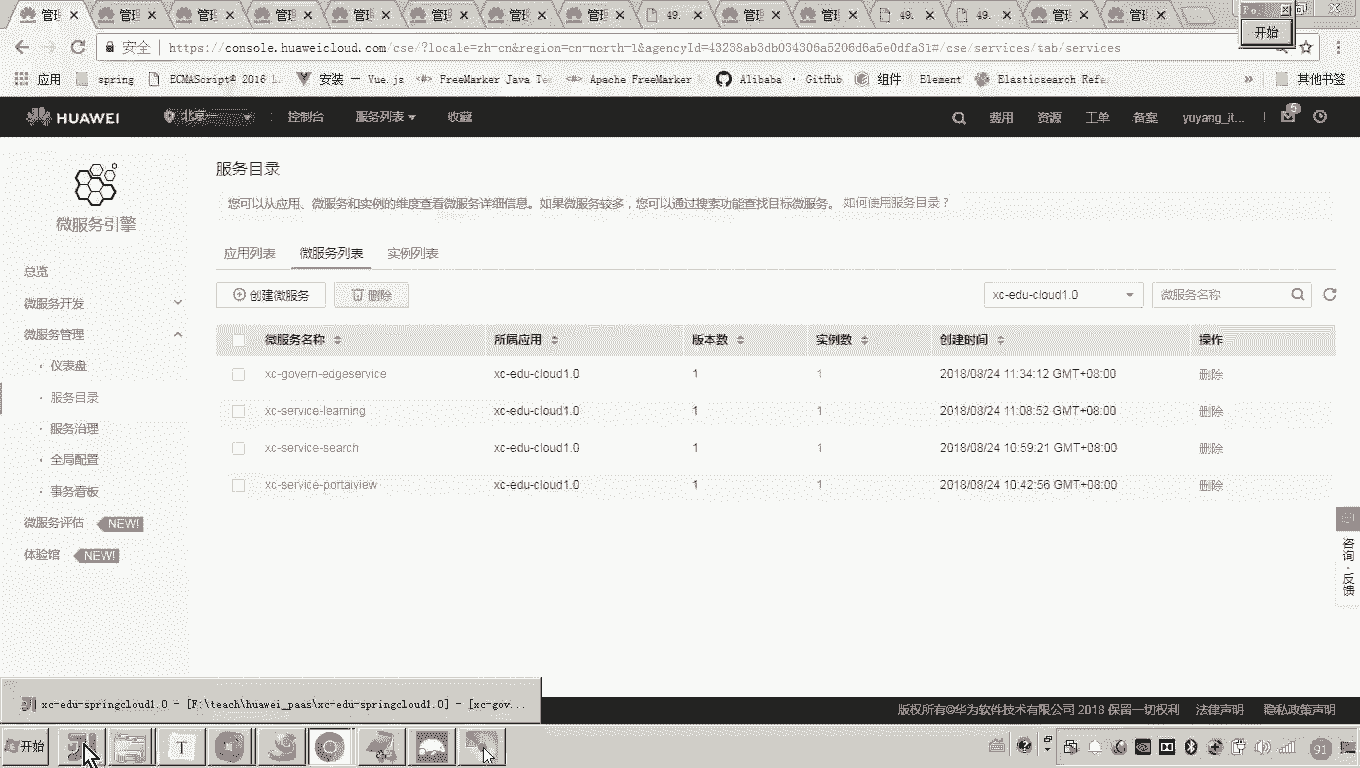 管理 管理 管理 管理 管理 管理 管理 管理 49. 管理 管理 49. 49. 管理 管理
开始
安全 https://console.huaweicloud.com/cse/?locale=zh-cn&region=cn-north-1&agencyId=43238ab3db034306a5206d6a5e0dfa31#/cse/services/tab/services
应用 spring ECMAScript® 2016 安装 — Vue.js FreeMarker Java Te Apache FreeMarker Alibaba · GitHub 组件 Element Elasticsearch Refe » 其他书签
HUAWEI 北京一 控制台 服务列表 收藏 费用 资源 工单 备案 yuyang_it... 5
微服务引擎
总览
微服务开发
微服务管理
· 仪表盘
· 服务目录
· 服务治理
· 全局配置
· 事务看板
微服务评估 NEW!
体验馆 NEW!
服务目录
您可以从应用、微服务和实例的维度查看微服务详细信息。如果微服务较多，您可以通过搜索功能查找目标微服务。 如何使用服务目录？
应用列表 微服务列表 实例列表
创建微服务 删除 xc-edu-cloud1.0 微服务名称
微服务名称 所属应用 版本数 实例数 创建时间 操作
xc-govern-edgeservice xc-edu-cloud1.0 1 1 2018/08/24 11:34:12 GMT+08:00 删除
xc-service-learning xc-edu-cloud1.0 1 1 2018/08/24 11:08:52 GMT+08:00 删除
xc-service-search xc-edu-cloud1.0 1 1 2018/08/24 10:59:21 GMT+08:00 删除
xc-service-portalview xc-edu-cloud1.0 1 1 2018/08/24 10:42:56 GMT+08:00 删除
咨询·反馈
版权所有©华为软件技术有限公司 2018 保留一切权利 法律声明 隐私政策声明
xc-edu-springcloud1.0 - [F:\teach\huawei_paas\xc-edu-springcloud1.0] - [xc-gov...
开始 T 91